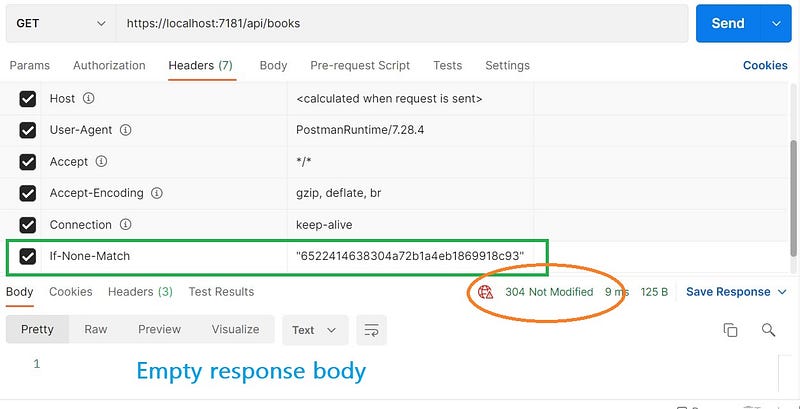 GET https://localhost:7181/api/books Send
Params Authorization Headers (7) Body Pre-request Script Tests Settings Cookies
Host <calculated when request is sent>
User-Agent PostmanRuntime/7.28.4
Accept */*
Accept-Encoding gzip, deflate, br
Connection keep-alive
If-None-Match "6522414638304a72b1a4eb1869918c93"
Body Cookies Headers (3) Test Results 304 Not Modified 9 ms 125 B Save Response
Pretty Raw Preview Visualize Text
1 Empty response body